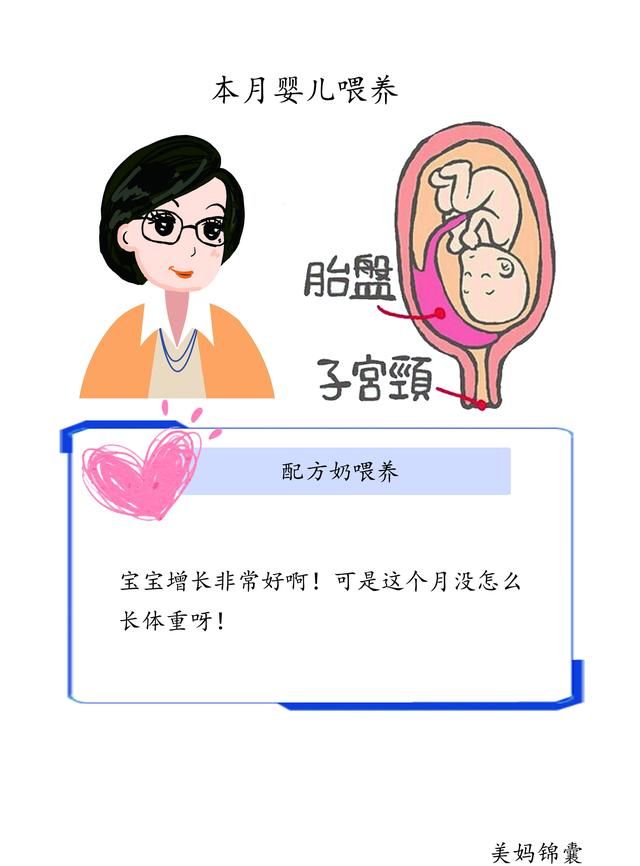 本月婴儿喂养
胎盤
子宮頸
配方奶喂养
宝宝增长非常好啊！可是这个月没怎么
长体重呀！
美妈锦囊